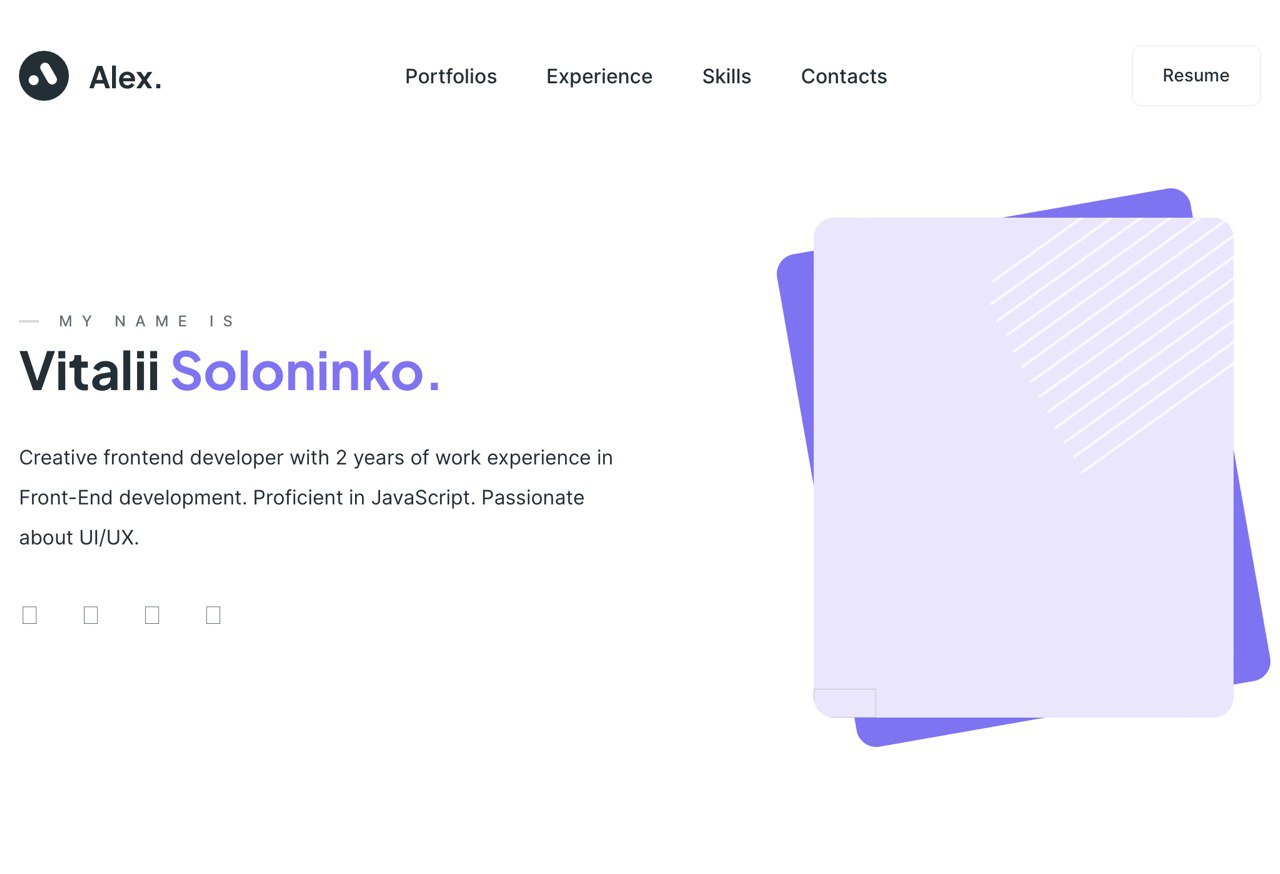 Alex.
Portfolios
Experience
Skills
Contacts
Resume
MY NAME IS
Vitalii Soloninko.
Creative frontend developer with 2 years of work experience in
Front-End development. Proficient in JavaScript. Passionate
about UI/UX.